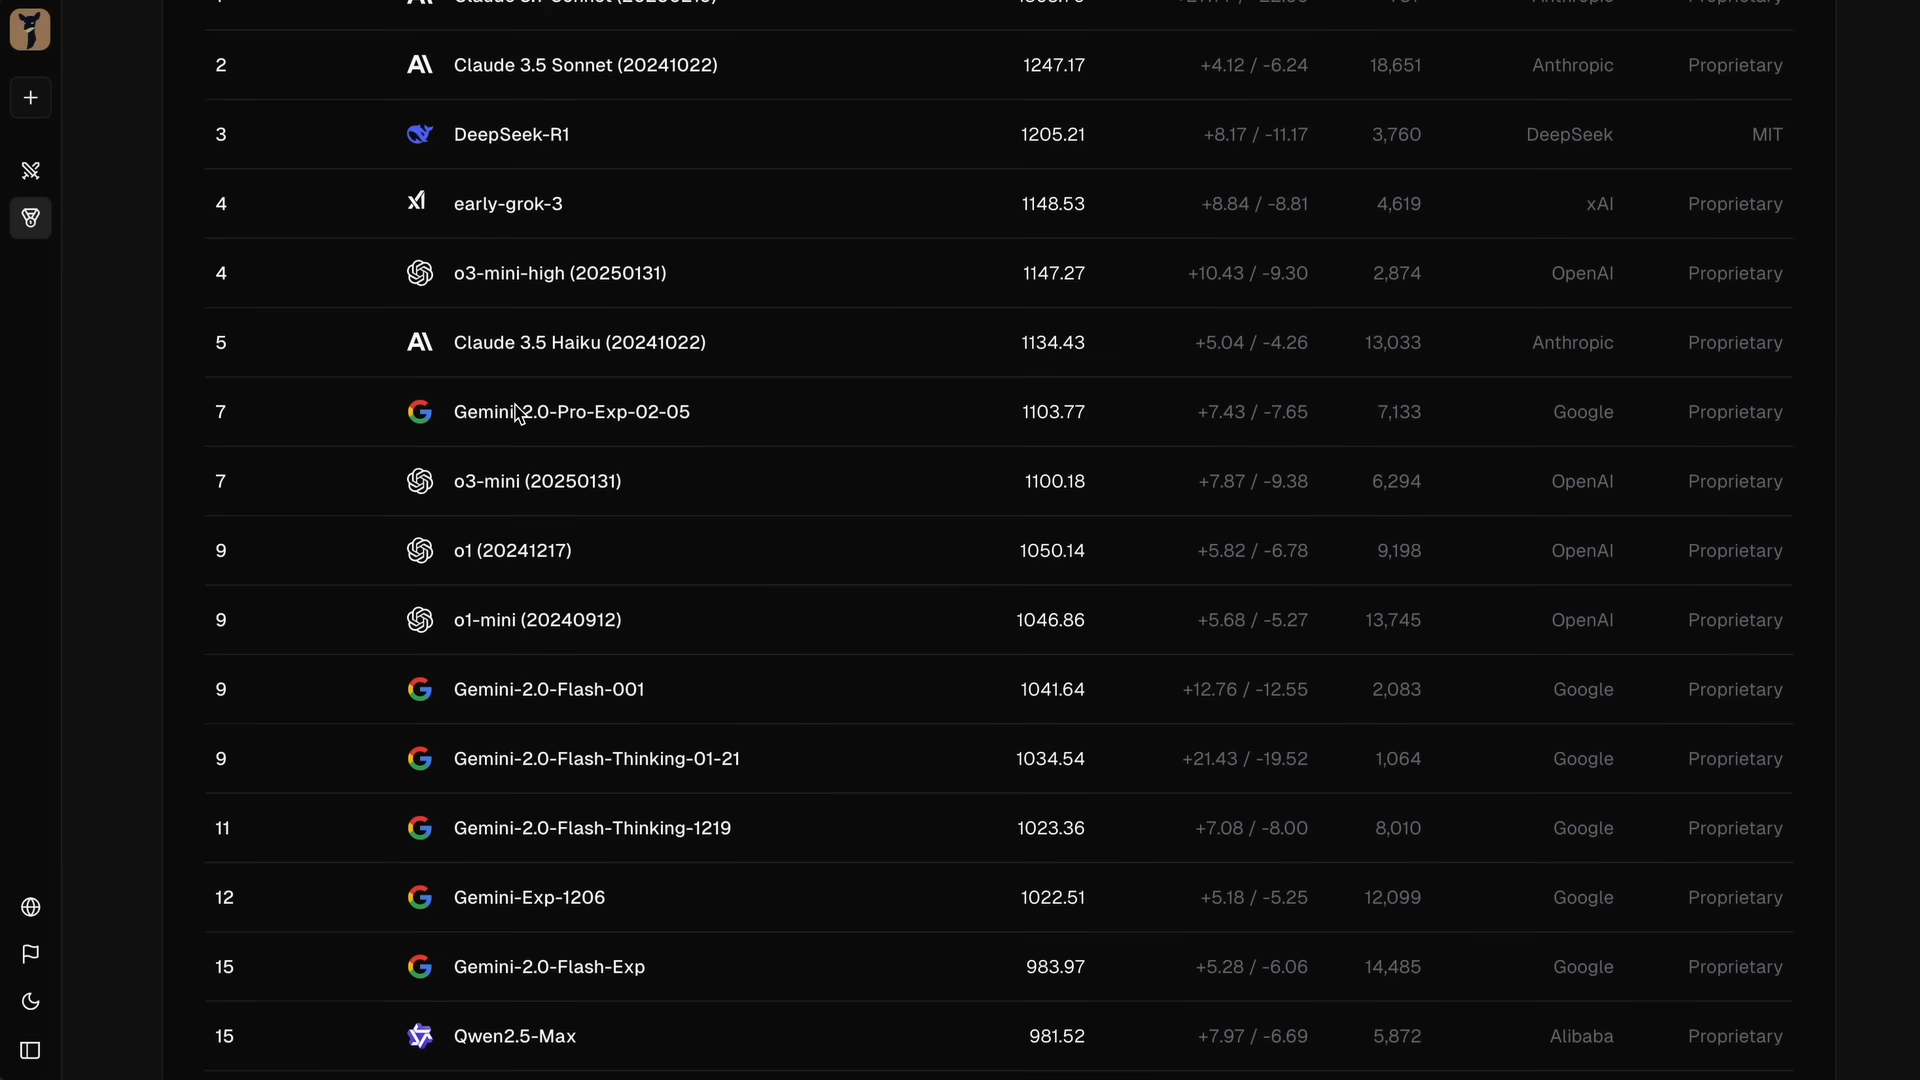 2 Claude 3.5 Sonnet (20241022) 1247.17 +4.12 / -6.24 18,651 Anthropic Proprietary
3 DeepSeek-R1 1205.21 +8.17 / -11.17 3,760 DeepSeek MIT
4 early-grok-3 1148.53 +8.84 / -8.81 4,619 xAI Proprietary
4 o3-mini-high (20250131) 1147.27 +10.43 / -9.30 2,874 OpenAI Proprietary
5 Claude 3.5 Haiku (20241022) 1134.43 +5.04 / -4.26 13,033 Anthropic Proprietary
7 Gemini-2.0-Pro-Exp-02-05 1103.77 +7.43 / -7.65 7,133 Google Proprietary
7 o3-mini (20250131) 1100.18 +7.87 / -9.38 6,294 OpenAI Proprietary
9 o1 (20241217) 1050.14 +5.82 / -6.78 9,198 OpenAI Proprietary
9 o1-mini (20240912) 1046.86 +5.68 / -5.27 13,745 OpenAI Proprietary
9 Gemini-2.0-Flash-001 1041.64 +12.76 / -12.55 2,083 Google Proprietary
9 Gemini-2.0-Flash-Thinking-01-21 1034.54 +21.43 / -19.52 1,064 Google Proprietary
11 Gemini-2.0-Flash-Thinking-1219 1023.36 +7.08 / -8.00 8,010 Google Proprietary
12 Gemini-Exp-1206 1022.51 +5.18 / -5.25 12,099 Google Proprietary
15 Gemini-2.0-Flash-Exp 983.97 +5.28 / -6.06 14,485 Google Proprietary
15 Qwen2.5-Max 981.52 +7.97 / -6.69 5,872 Alibaba Proprietary